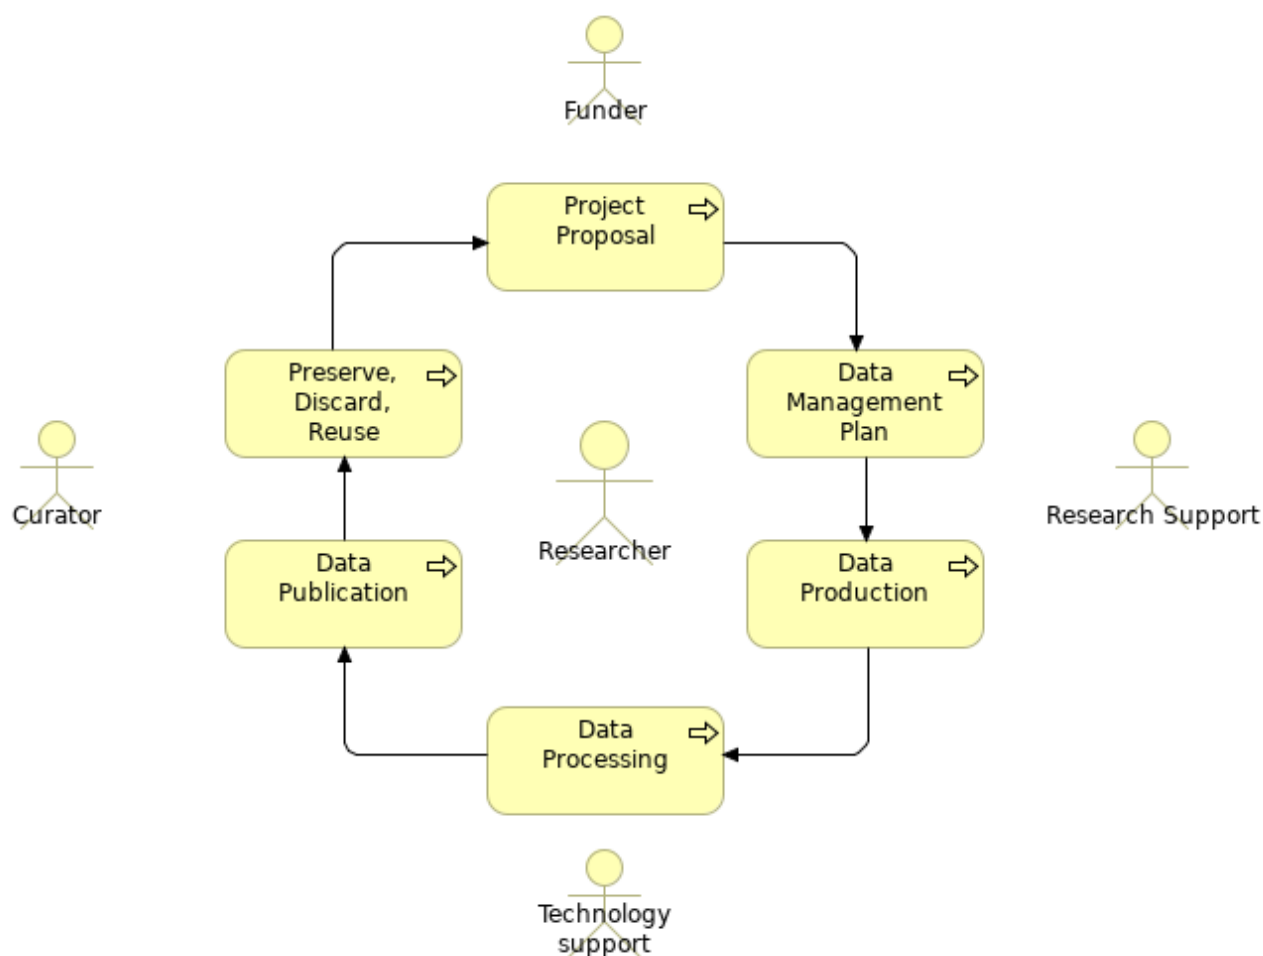 Funder
Project
Proposal
Preserve,
Discard,
Reuse
Data
Management
Plan
Curator
Researcher
Research Support
Data
Publication
Data
Production
Data
Processing
Technology
support